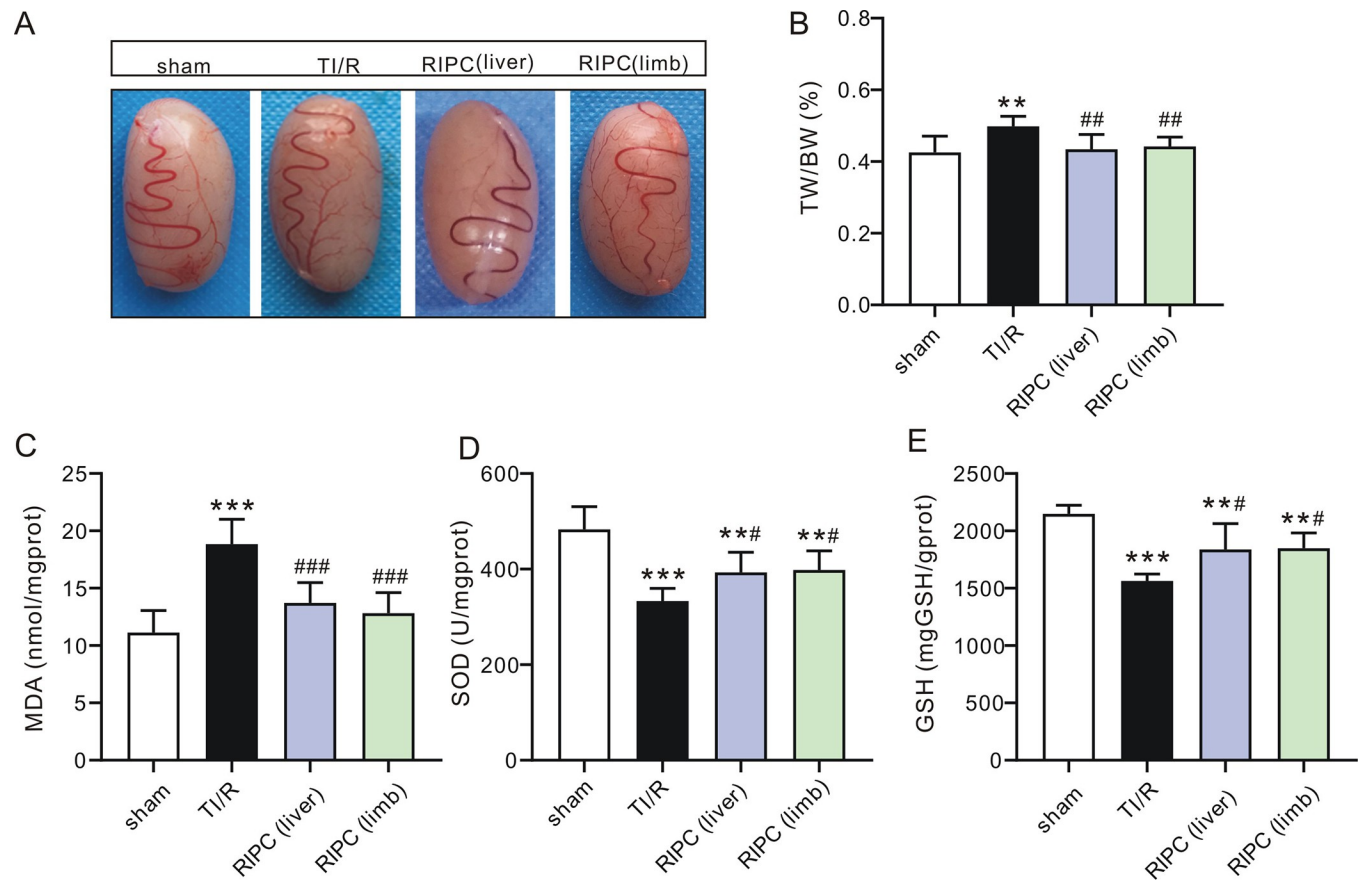 A
sham TI/R RIPC(liver) RIPC(limb)
B
TW/BW (%)
0.8
0.6
0.4
0.2
0.0
** ## ##
sham TI/R RIPC (liver) RIPC (limb)
C
MDA (nmol/mgprot)
25
20
15
10
5
0
*** ### ###
sham TI/R RIPC (liver) RIPC (limb)
D
SOD (U/mgprot)
600
400
200
0
*** **# **#
sham TI/R RIPC (liver) RIPC (limb)
E
GSH (mgGSH/gprot)
2500
2000
1500
1000
500
0
*** **# **#
sham TI/R RIPC (liver) RIPC (limb)